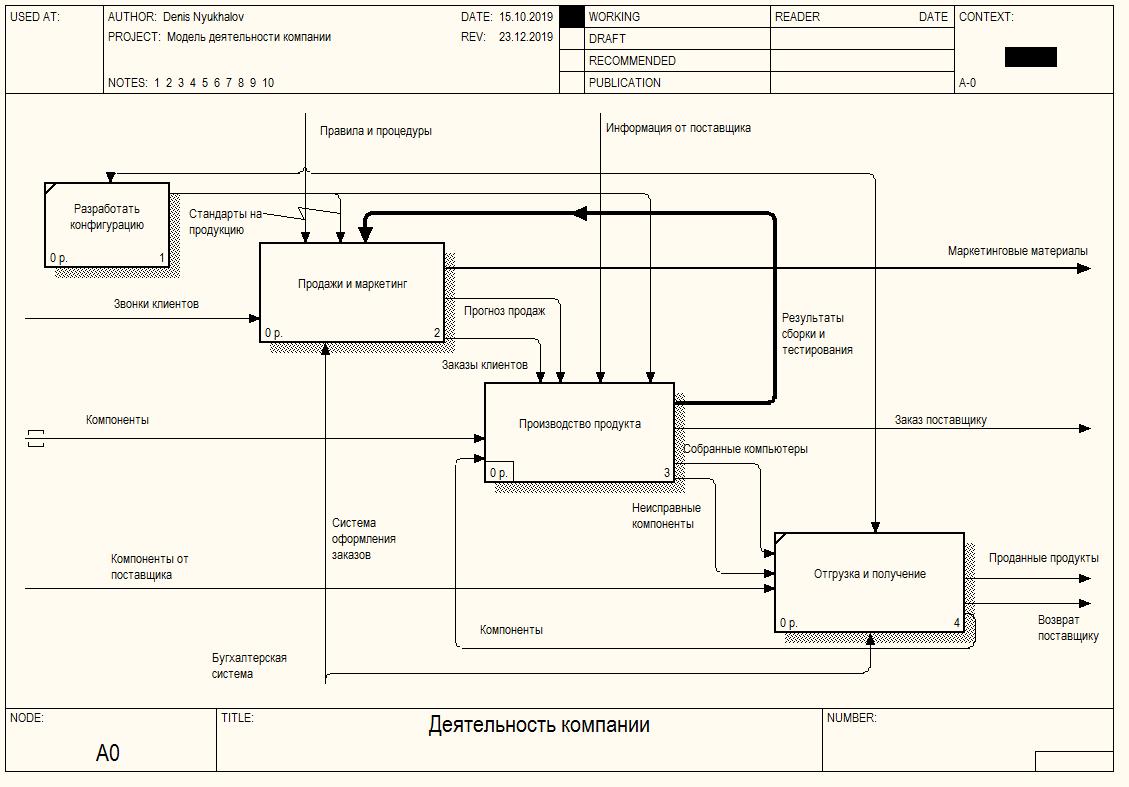 USED AT:
AUTHOR: Denis Nyukhalov
DATE: 15.10.2019
WORKING
READER
DATE
CONTEXT:
PROJECT: Модель деятельности компании
REV: 23.12.2019
DRAFT
RECOMMENDED
NOTES: 1 2 3 4 5 6 7 8 9 10
PUBLICATION
A-0
Правила и процедуры
Информация от поставщика
Разработать
конфигурацию
0 р.
1
Стандарты на
продукцию
Маркетинговые материалы
Продажи и маркетинг
0 р.
2
Звонки клиентов
Прогноз продаж
Результаты
сборки и
тестирования
Заказы клиентов
Компоненты
Производство продукта
0 р.
3
Заказ поставщику
Собранные компьютеры
Неисправные
компоненты
Система
оформления
заказов
Компоненты от
поставщика
Отгрузка и получение
0 р.
4
Проданные продукты
Возврат
поставщику
Компоненты
Бугхалтерская
система
NODE:
A0
TITLE:
Деятельность компании
NUMBER: